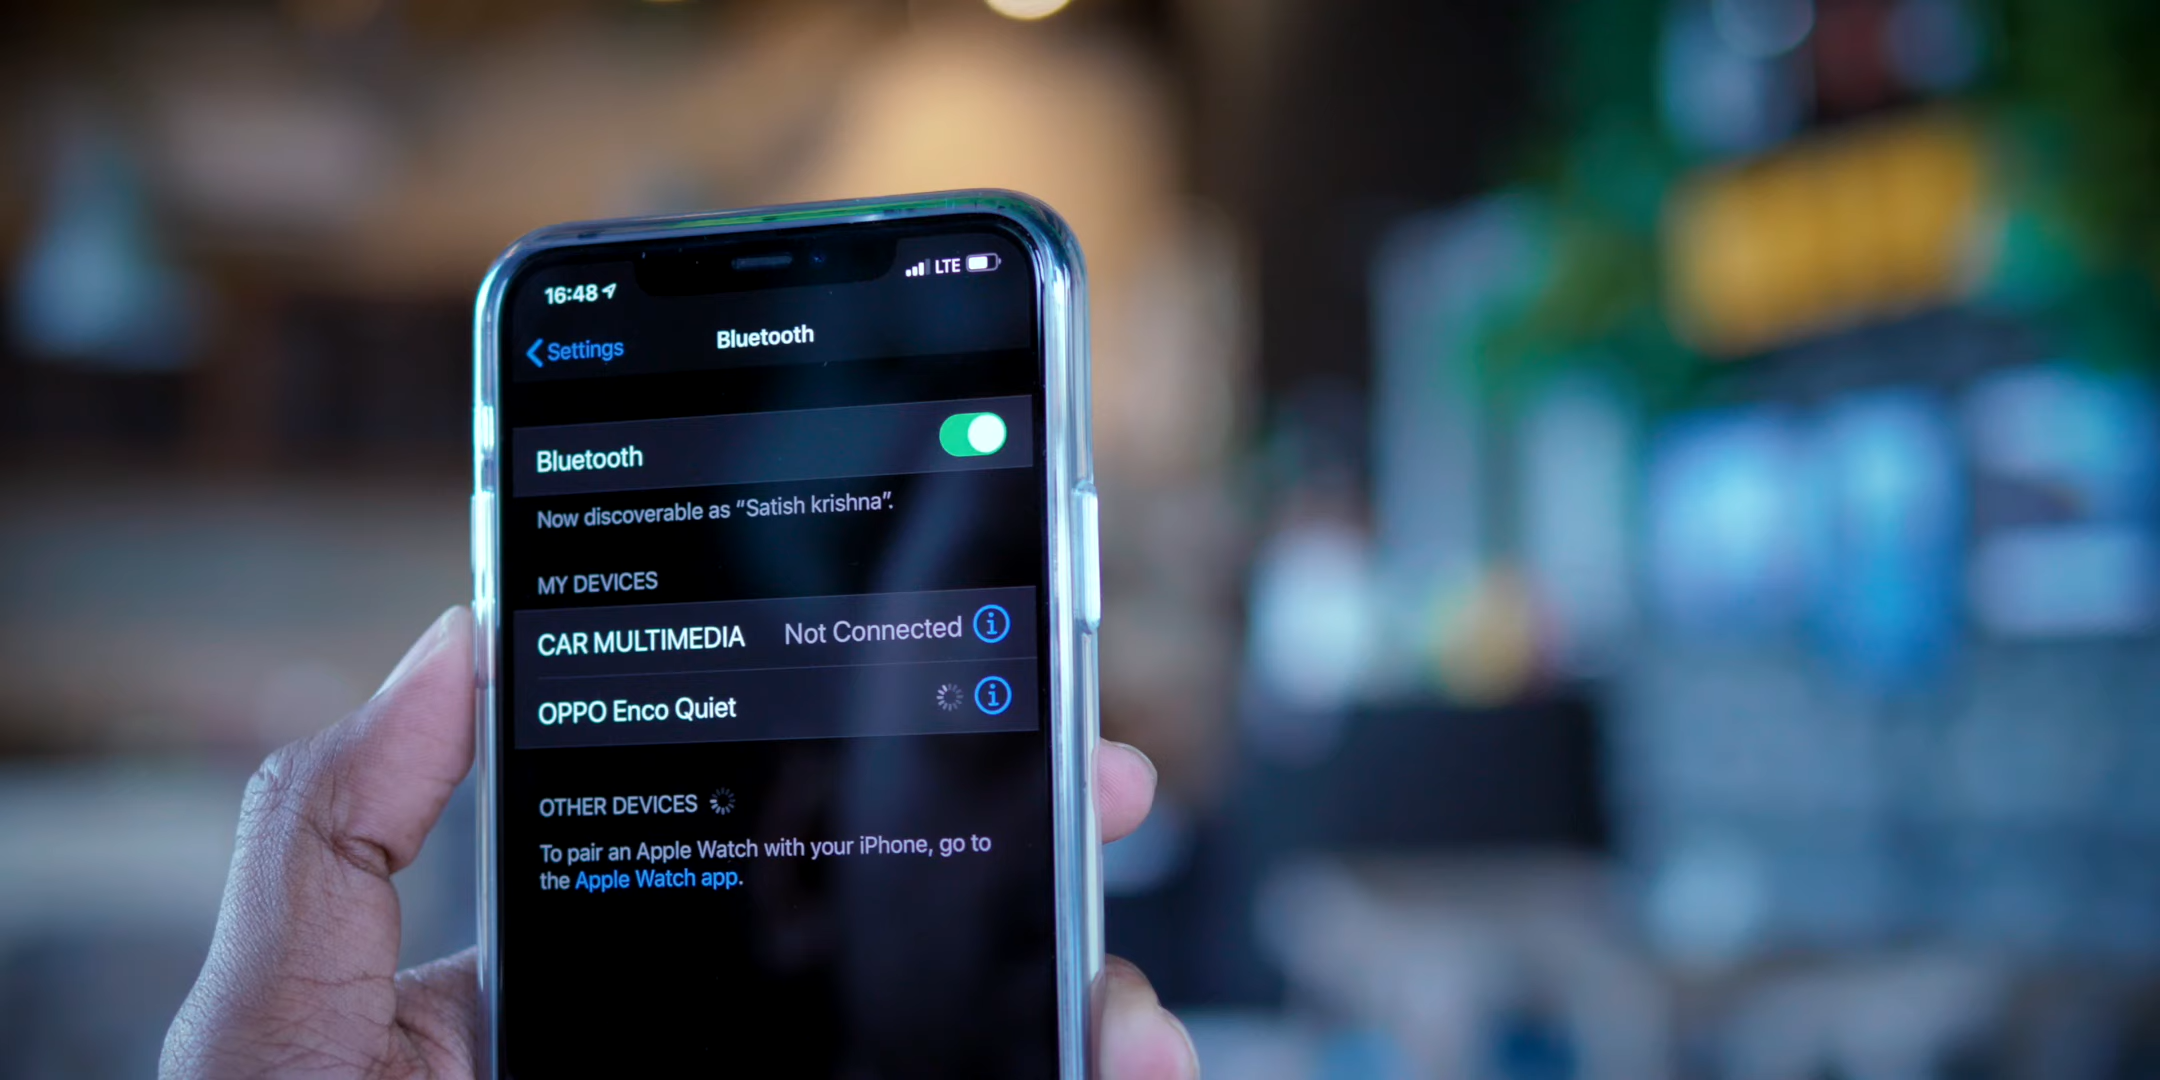 16:48
LTE
Settings
Bluetooth
Bluetooth
Now discoverable as “Satish krishna”.
MY DEVICES
CAR MULTIMEDIA Not Connected
OPPO Enco Quiet
OTHER DEVICES
To pair an Apple Watch with your iPhone, go to
the Apple Watch app.